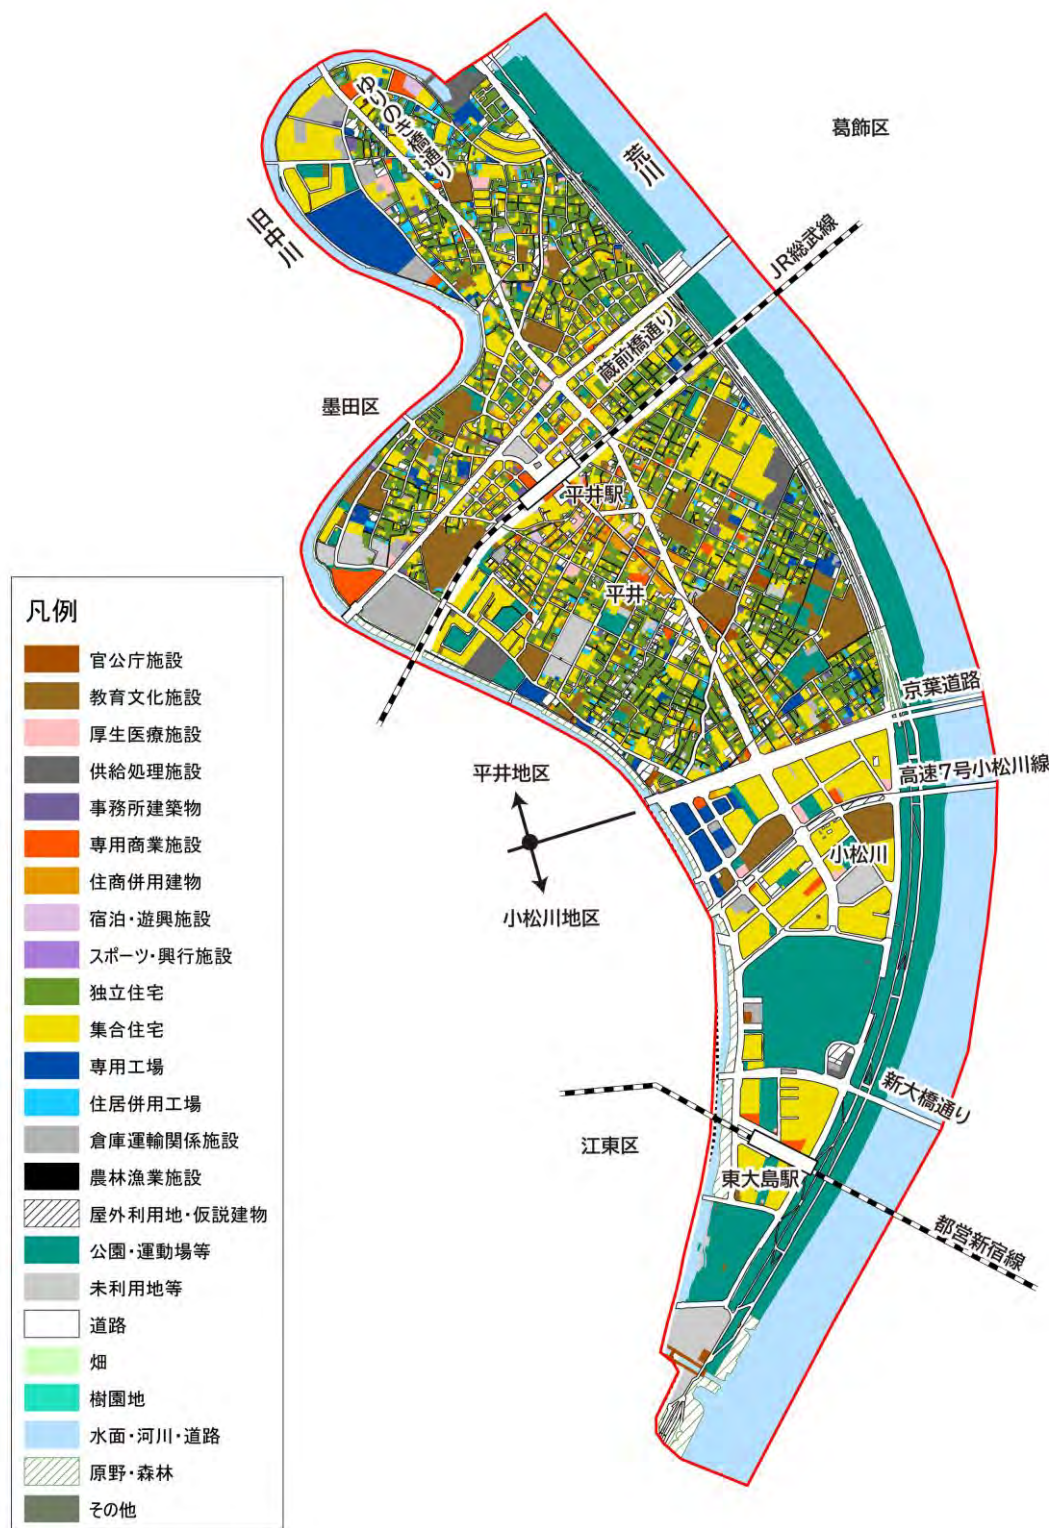 葛飾区
荒川
ゆりのき橋通り
旧中川
JR総武線
蔵前橋通り
墨田区
平井駅
平井
京葉道路
高速7号小松川線
平井地区
小松川
小松川地区
新大橋通り
江東区
東大島駅
都営新宿線
凡例
官公庁施設
教育文化施設
厚生医療施設
供給処理施設
事務所建築物
専用商業施設
住商併用建物
宿泊・遊興施設
スポーツ・興行施設
独立住宅
集合住宅
専用工場
住居併用工場
倉庫運輸関係施設
農林漁業施設
屋外利用地・仮説建物
公園・運動場等
未利用地等
道路
畑
樹園地
水面・河川・道路
原野・森林
その他